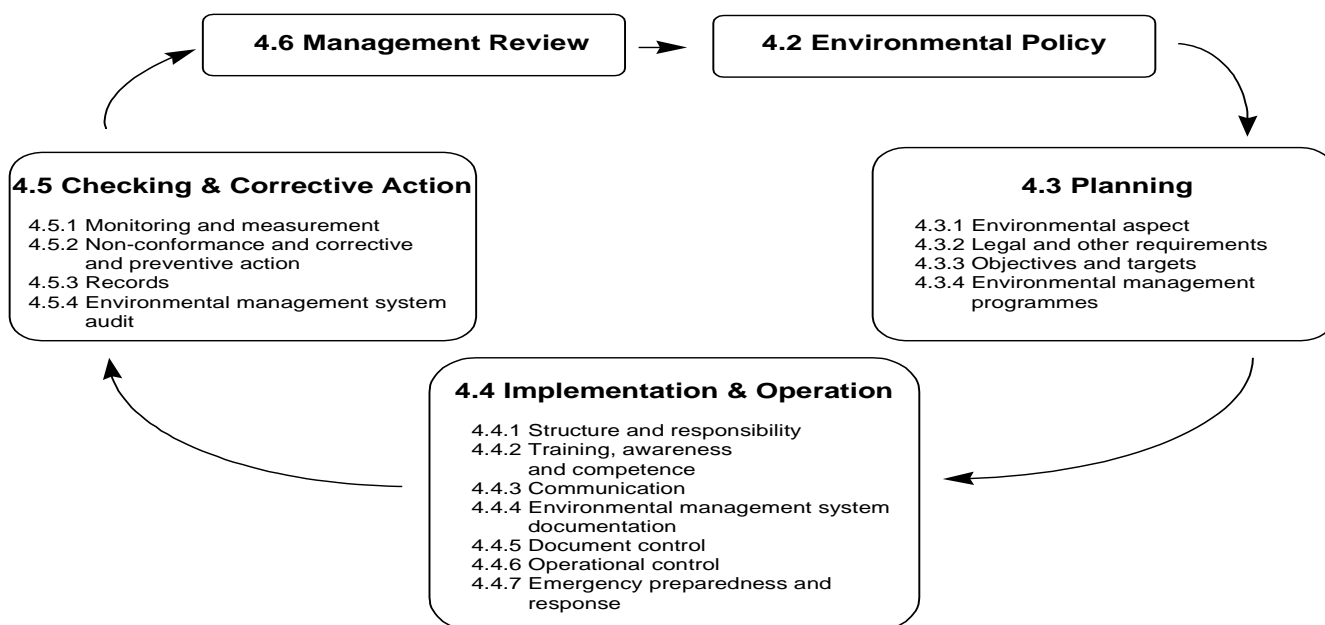 4.6 Management Review
4.2 Environmental Policy
4.5 Checking & Corrective Action
4.5.1 Monitoring and measurement
4.5.2 Non-conformance and corrective
and preventive action
4.5.3 Records
4.5.4 Environmental management system
audit
4.3 Planning
4.3.1 Environmental aspect
4.3.2 Legal and other requirements
4.3.3 Objectives and targets
4.3.4 Environmental management
programmes
4.4 Implementation & Operation
4.4.1 Structure and responsibility
4.4.2 Training, awareness
and competence
4.4.3 Communication
4.4.4 Environmental management system
documentation
4.4.5 Document control
4.4.6 Operational control
4.4.7 Emergency preparedness and
response